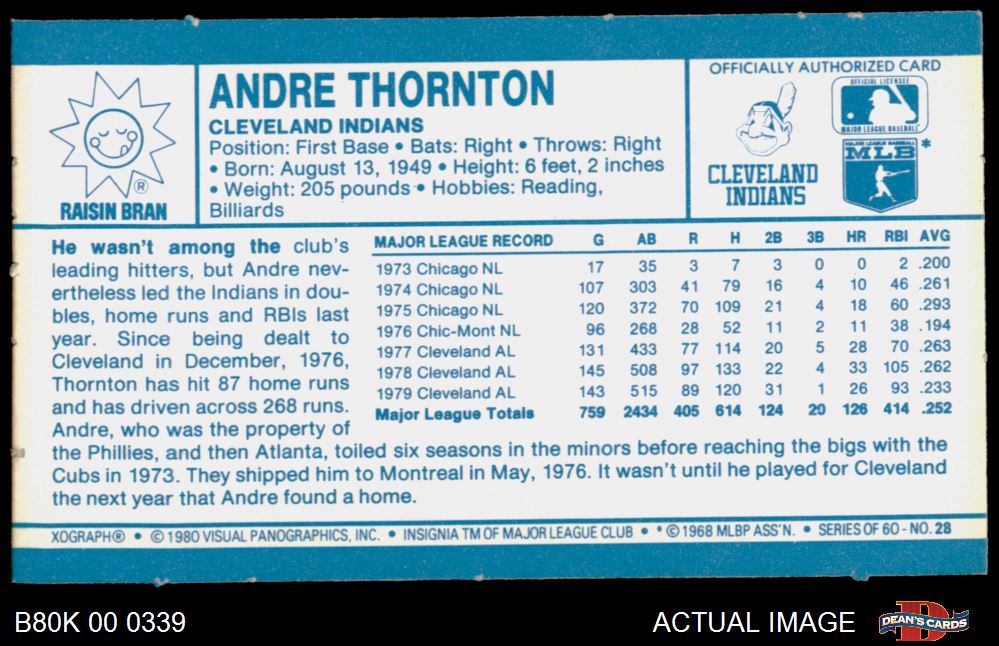 RAISIN BRAN
®
ANDRE THORNTON
CLEVELAND INDIANS
Position: First Base • Bats: Right • Throws: Right
• Born: August 13, 1949 • Height: 6 feet, 2 inches
• Weight: 205 pounds • Hobbies: Reading,
Billiards
OFFICIALLY AUTHORIZED CARD
CLEVELAND
INDIANS
OFFICIAL LICENSEE
MAJOR LEAGUE BASEBALL
MAJOR LEAGUE BASEBALL
MLB *
He wasn't among the club's
leading hitters, but Andre nev-
ertheless led the Indians in dou-
bles, home runs and RBIs last
year. Since being dealt to
Cleveland in December, 1976,
Thornton has hit 87 home runs
and has driven across 268 runs.
Andre, who was the property of
the Phillies, and then Atlanta, toiled six seasons in the minors before reaching the bigs with the
Cubs in 1973. They shipped him to Montreal in May, 1976. It wasn't until he played for Cleveland
the next year that Andre found a home.
MAJOR LEAGUE RECORD G AB R H 2B 3B HR RBI AVG
1973 Chicago NL 17 35 3 7 3 0 0 2 .200
1974 Chicago NL 107 303 41 79 16 4 10 46 .261
1975 Chicago NL 120 372 70 109 21 4 18 60 .293
1976 Chic-Mont NL 96 268 28 52 11 2 11 38 .194
1977 Cleveland AL 131 433 77 114 20 5 28 70 .263
1978 Cleveland AL 145 508 97 133 22 4 33 105 .262
1979 Cleveland AL 143 515 89 120 31 1 26 93 .233
Major League Totals 759 2434 405 614 124 20 126 414 .252
XOGRAPH® • © 1980 VISUAL PANOGRAPHICS, INC. • INSIGNIA TM OF MAJOR LEAGUE CLUB • *©1968 MLBP ASS'N. • SERIES OF 60 - NO. 28
B80K 00 0339
ACTUAL IMAGE
D
DEAN'S CARDS